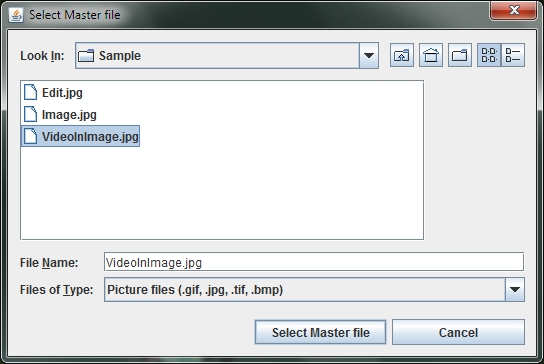 Select Master file
Look In: Sample
Edit.jpg
Image.jpg
VideoInImage.jpg
File Name: VideoInImage.jpg
Files of Type: Picture files (.gif, .jpg, .tif, .bmp)
Select Master file Cancel